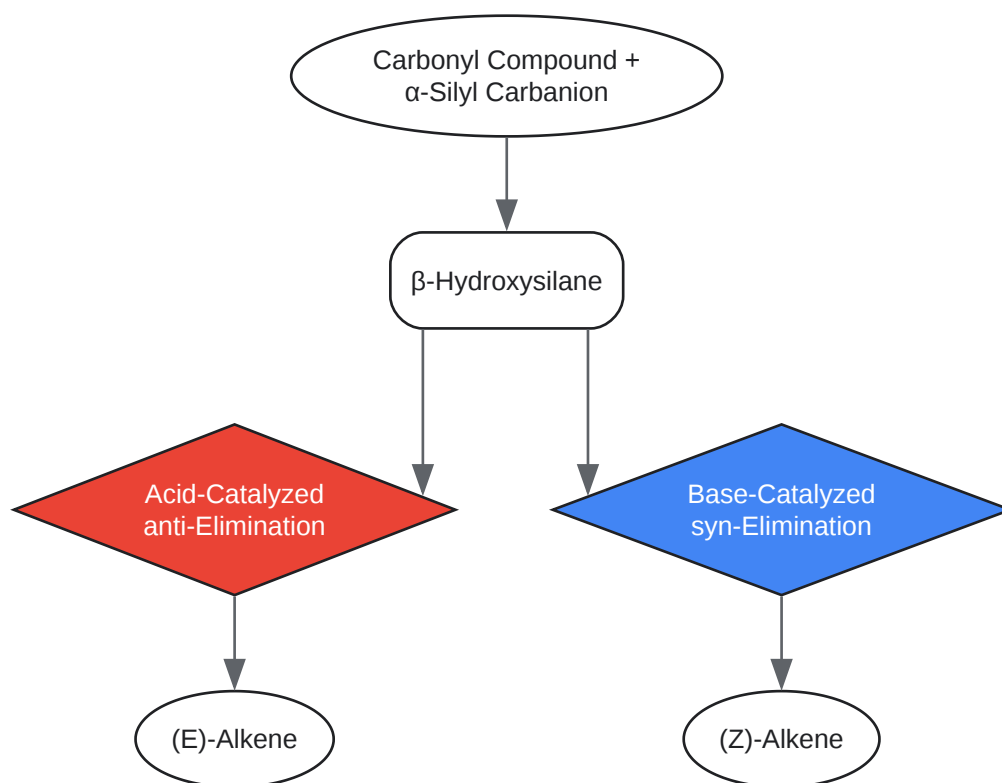 Carbonyl Compound +
α-Silyl Carbanion
β-Hydroxysilane
Acid-Catalyzed
anti-Elimination
Base-Catalyzed
syn-Elimination
(E)-Alkene
(Z)-Alkene